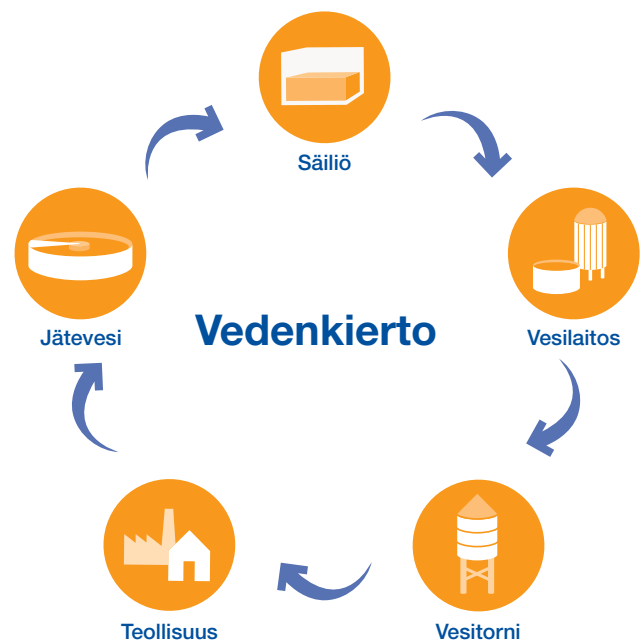 Säiliö
Jätevesi
Vedenkierto
Vesilaitos
Teollisuus
Vesitorni